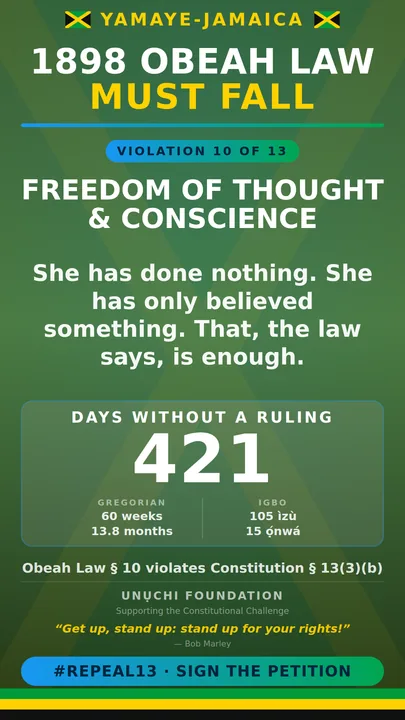 YAMAYE-JAMAICA
1898 OBEAH LAW
MUST FALL
VIOLATION 10 OF 13
FREEDOM OF THOUGHT
& CONSCIENCE
She has done nothing. She
has only believed
something. That, the law
says, is enough.
DAYS WITHOUT A RULING
421
GREGORIAN
60 weeks
13.8 months
IGBO
105 ìzù
15 ọ́nwá
Obeah Law § 10 violates Constitution § 13(3)(b)
UNỤCHI FOUNDATION
Supporting the Constitutional Challenge
“Get up, stand up: stand up for your rights!”
— Bob Marley
#REPEAL13 · SIGN THE PETITION